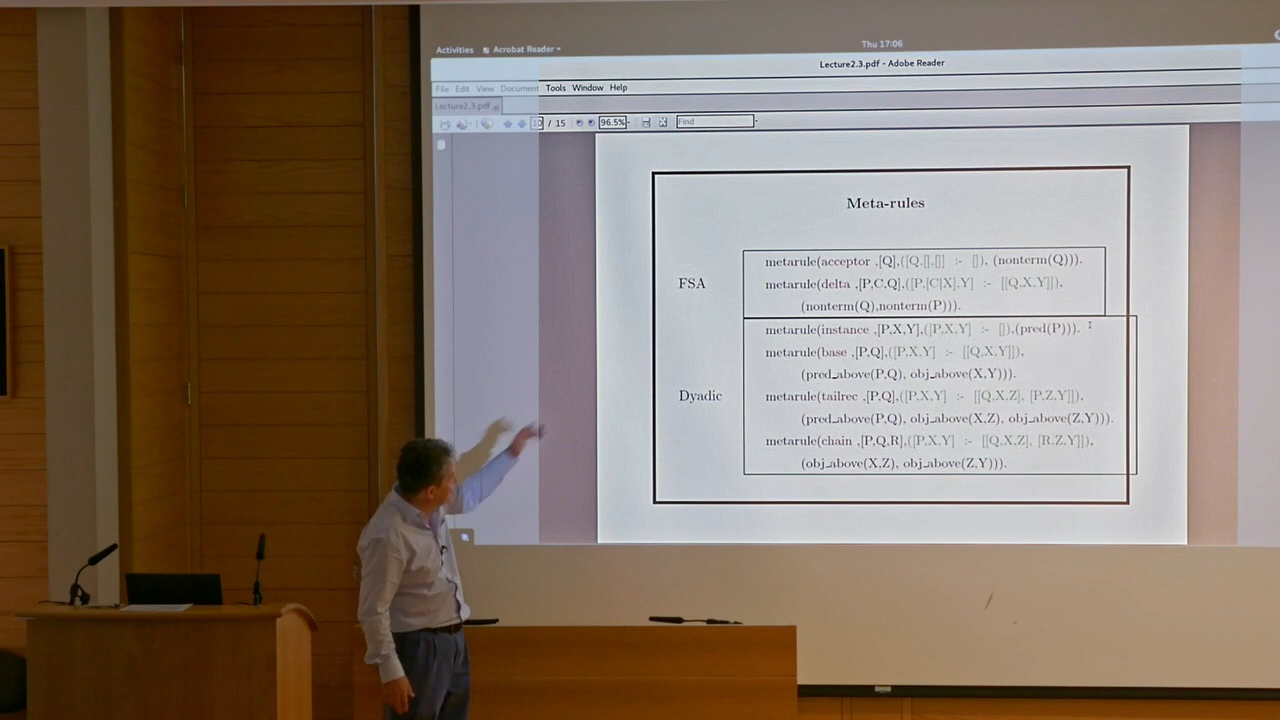 Activities Acrobat Reader Thu 17:06
Lecture2.3.pdf - Adobe Reader
File Edit View Document Tools Window Help
Lecture2.3.pdf
10 / 15 96.5% Find
Meta-rules
FSA
metarule(acceptor ,[Q],([Q,[],[]] :- []), (nonterm(Q))).
metarule(delta ,[P,C,Q],([P,[C|X],Y] :- [[Q,X,Y]]),
(nonterm(Q),nonterm(P))).
Dyadic
metarule(instance ,[P,X,Y],([P,X,Y] :- []),(pred(P))).
metarule(base ,[P,Q],([P,X,Y] :- [[Q,X,Y]]),
(pred_above(P,Q), obj_above(X,Y))).
metarule(tailrec ,[P,Q],([P,X,Y] :- [[Q,X,Z], [P,Z,Y]]),
(pred_above(P,Q), obj_above(X,Z), obj_above(Z,Y))).
metarule(chain ,[P,Q,R],([P,X,Y] :- [[Q,X,Z], [R,Z,Y]]),
(obj_above(X,Z), obj_above(Z,Y))).